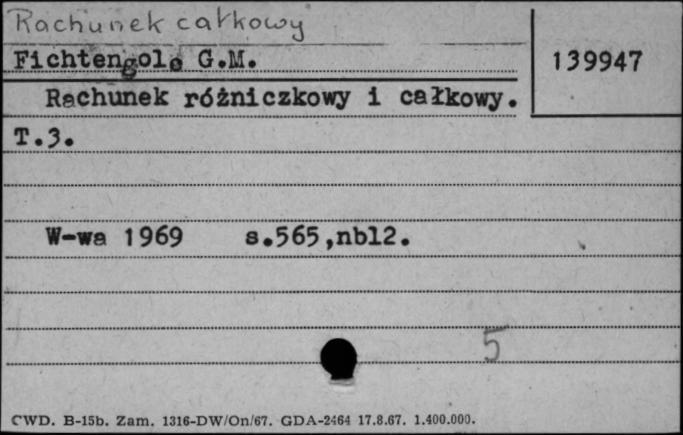 Rachunek całkowy
Fichtengolc G.M.
139947
Rachunek różniczkowy i całkowy.
T.3.
W-wa 1969 s.565,nbl2.
5
CWD. B-15b. Zam. 1316-DW/On/67. GDA-2464 17.8.67. 1.400.000.